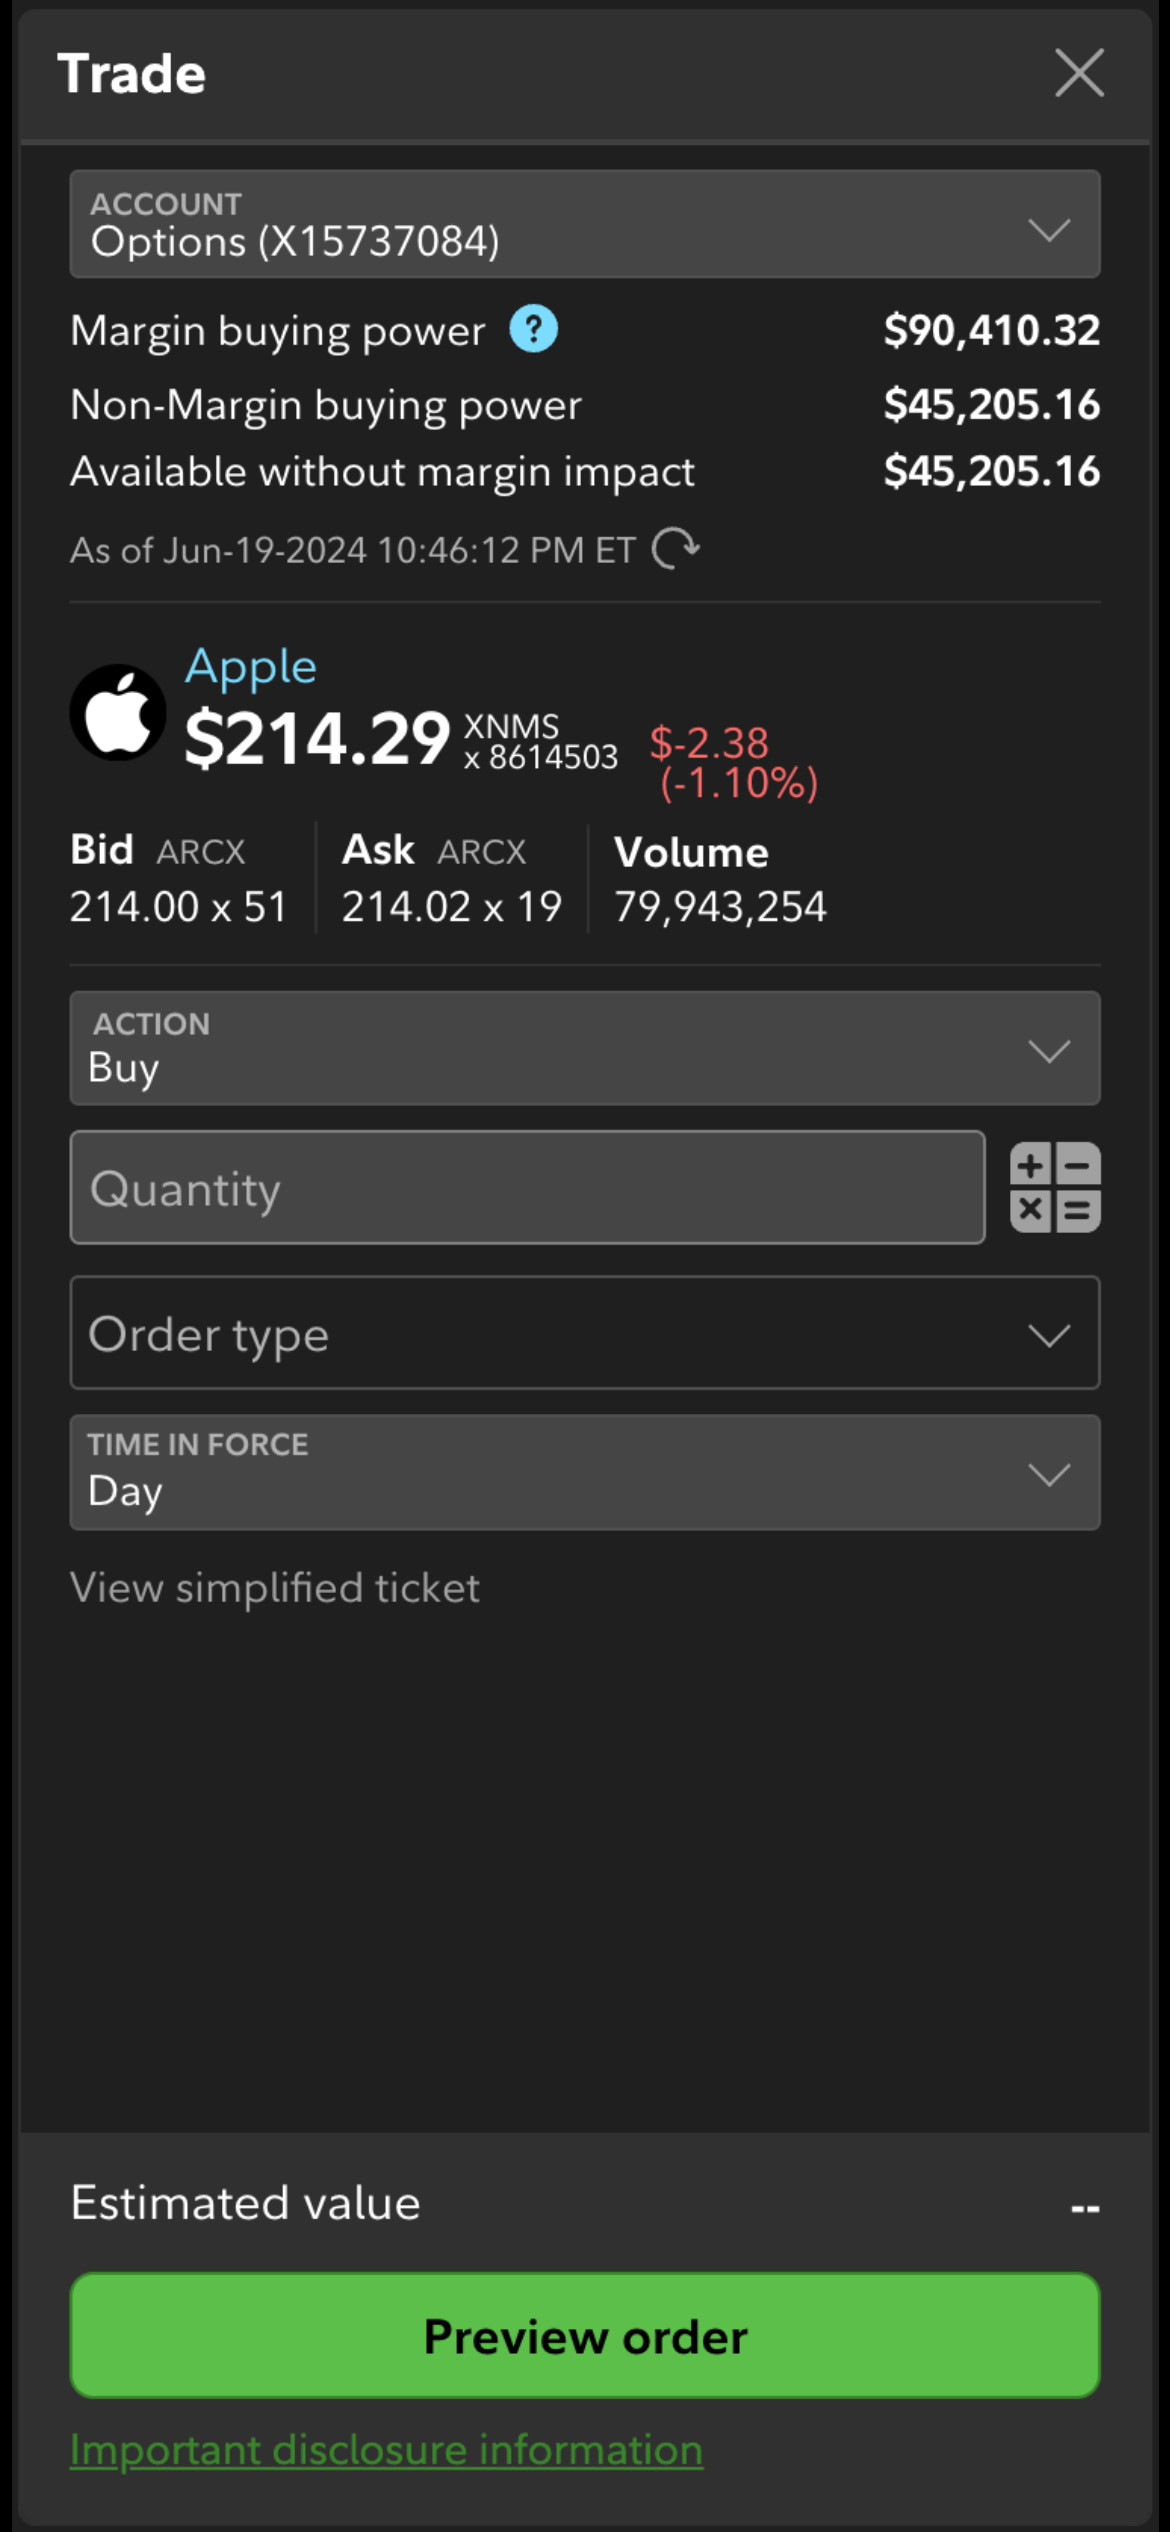 Trade
ACCOUNT
Options (X15737084)
Margin buying power ? $90,410.32
Non-Margin buying power $45,205.16
Available without margin impact $45,205.16
As of Jun-19-2024 10:46:12 PM ET
Apple
$214.29 XNMS x 8614503 $-2.38 (-1.10%)
Bid ARCX Ask ARCX Volume
214.00 x 51 214.02 x 19 79,943,254
ACTION
Buy
Quantity
Order type
TIME IN FORCE
Day
View simplified ticket
Estimated value --
Preview order
Important disclosure information